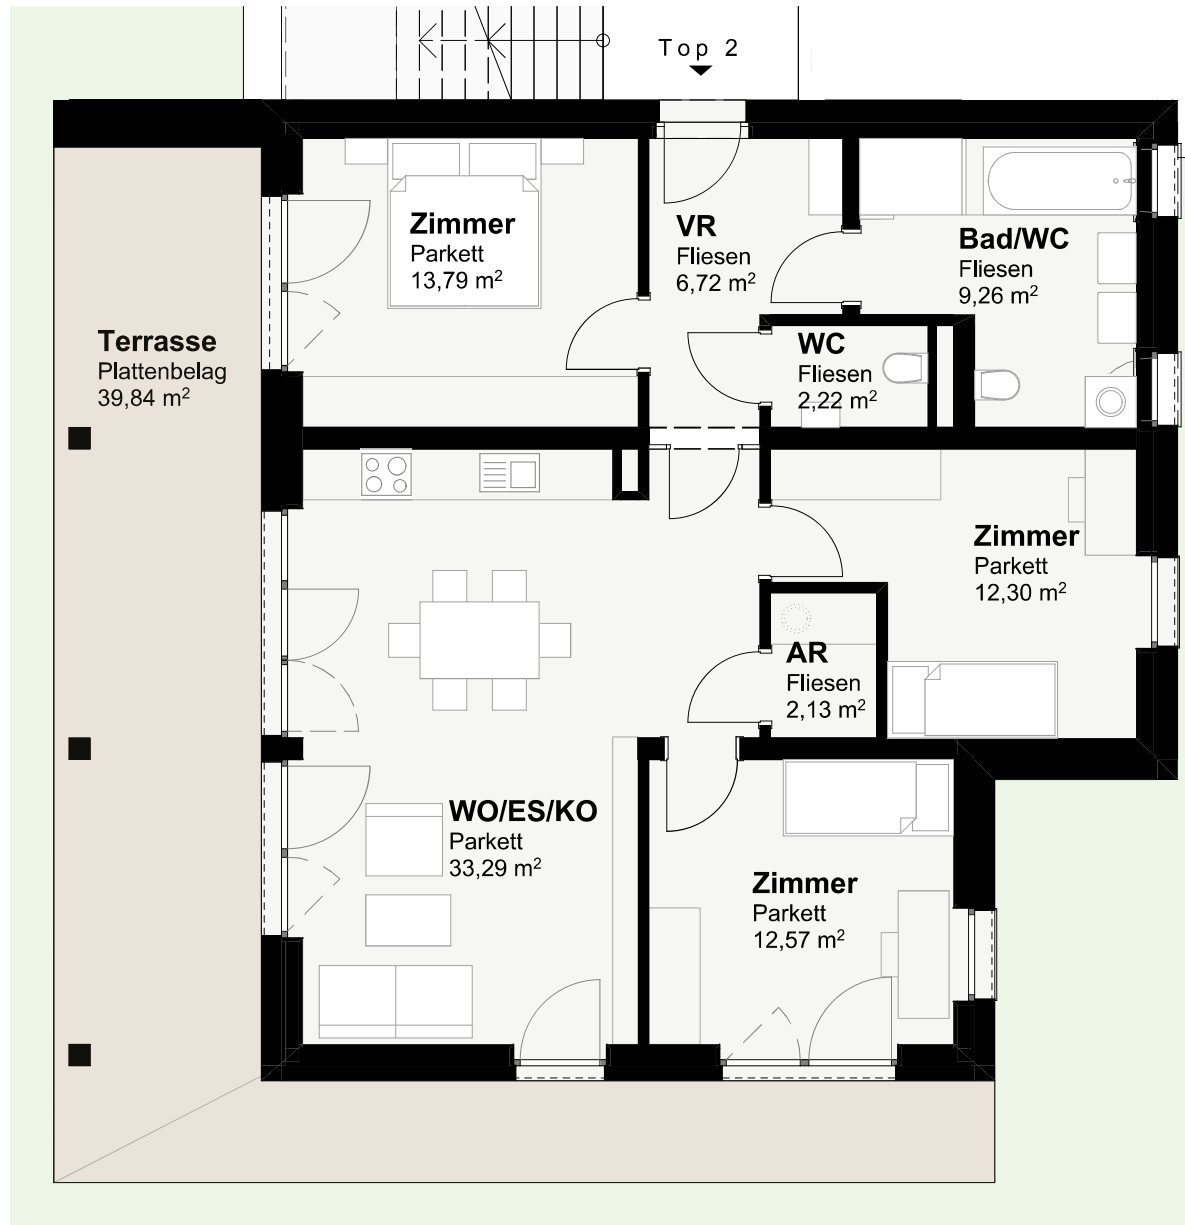 Top 2
Zimmer
Parkett
13,79 m²
VR
Fliesen
6,72 m²
Bad/WC
Fliesen
9,26 m²
Terrasse
Plattenbelag
39,84 m²
WC
Fliesen
2,22 m²
Zimmer
Parkett
12,30 m²
AR
Fliesen
2,13 m²
WO/ES/KO
Parkett
33,29 m²
Zimmer
Parkett
12,57 m²